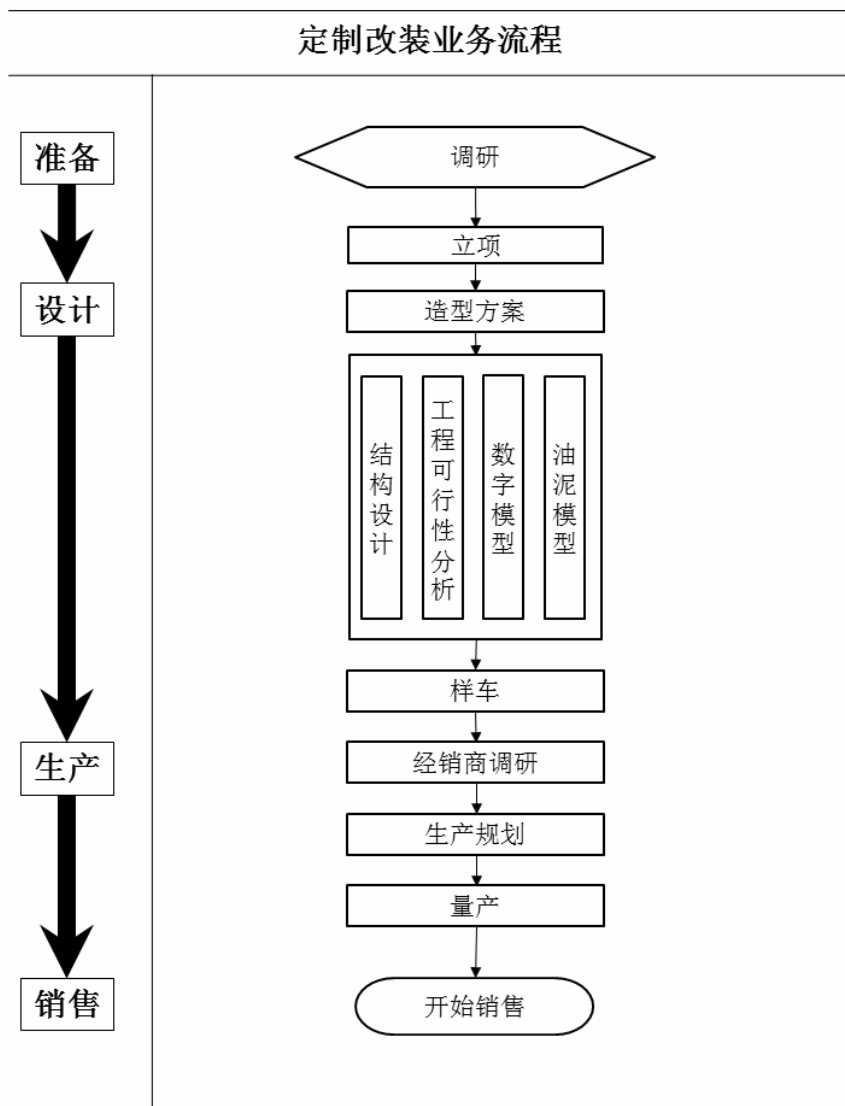 定制改装业务流程
准备
调研
立项
设计
造型方案
结构设计
工程可行性分析
数字模型
油泥模型
样车
生产
经销商调研
生产规划
量产
销售
开始销售